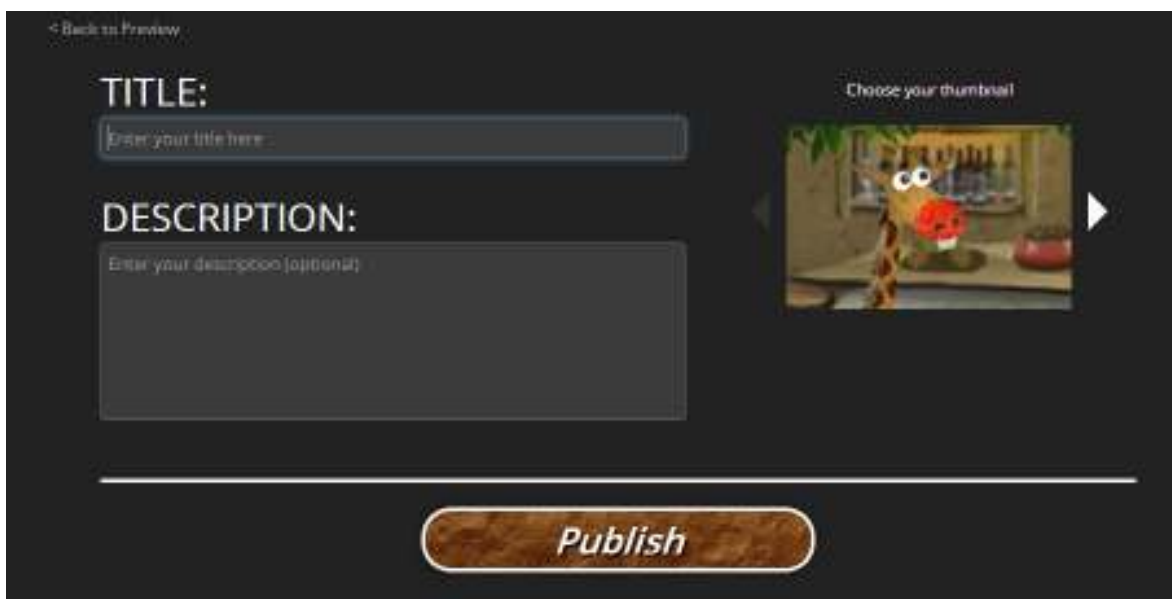 < Back to Preview
TITLE:
Enter your title here
DESCRIPTION:
Enter your description (optional)
Choose your thumbnail
Publish